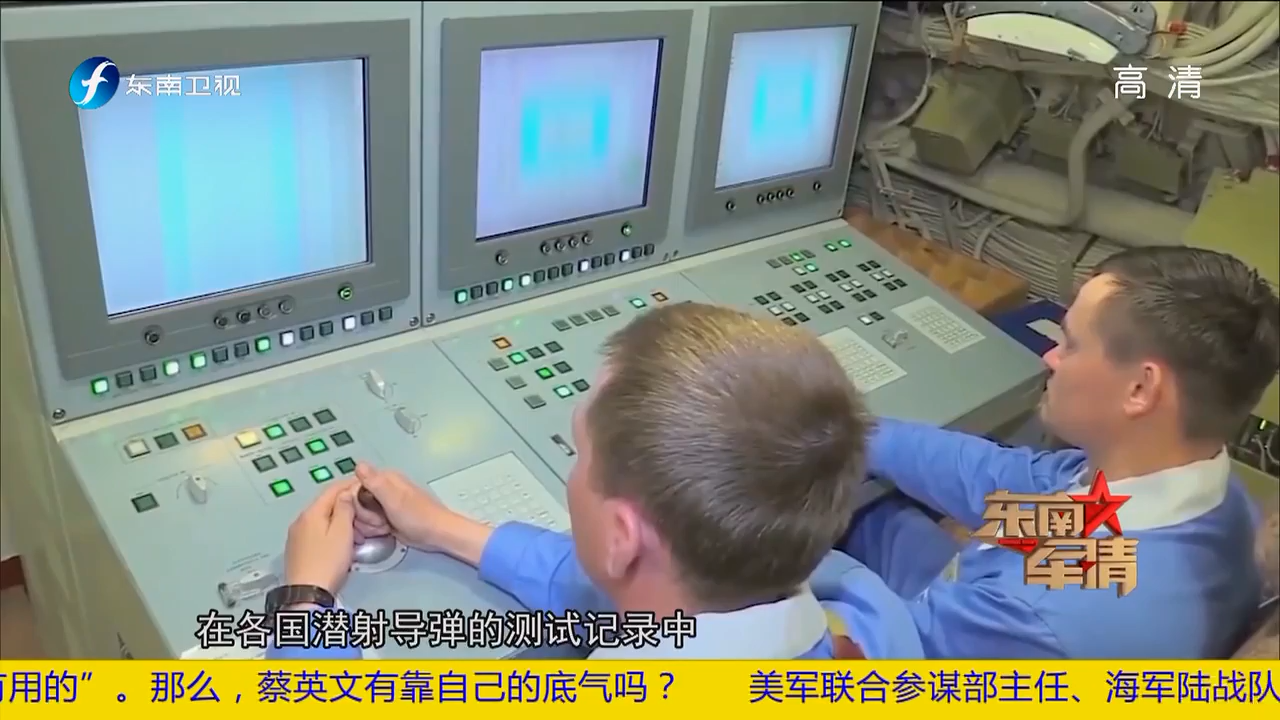 东南卫视
高清
东南
军情
在各国潜射导弹的测试记录中
有用的”。那么，蔡英文有靠自己的底气吗？ 美军联合参谋部主任、海军陆战队